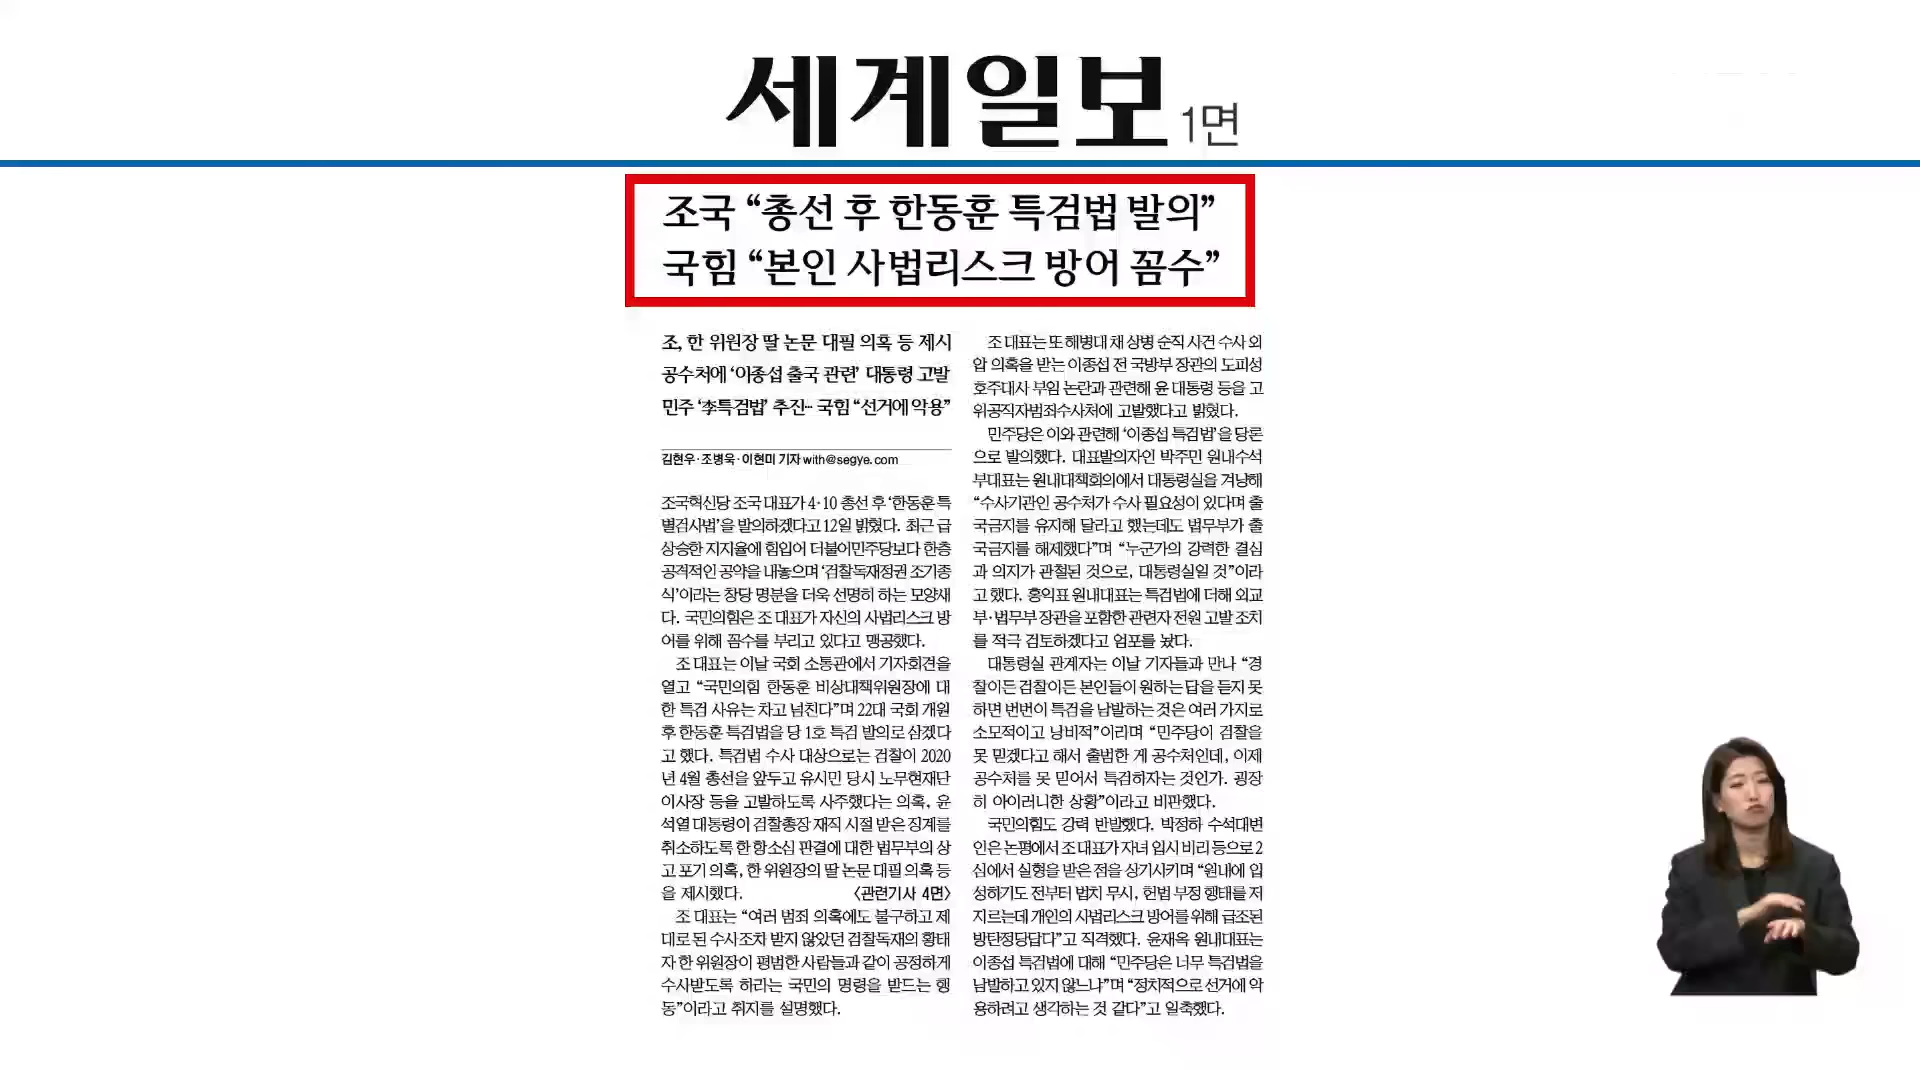 세계일보 1면
조국 “총선 후 한동훈 특검법 발의”
국힘 “본인 사법리스크 방어 꼼수”
조, 한 위원장 딸 논문 대필 의혹 등 제시
공수처에 ‘이종섭 출국 관련’ 대통령 고발
민주 ‘李특검법’ 추진… 국힘 “선거에 악용”
김현우·조병욱·이현미 기자 with@segye.com
조국혁신당 조국 대표가 4·10 총선 후 ‘한동훈 특
별검사법’을 발의하겠다고 12일 밝혔다. 최근 급
상승한 지지율에 힘입어 더불어민주당보다 한층
공격적인 공약을 내놓으며 ‘검찰독재정권 조기종
식’이라는 창당 명분을 더욱 선명히 하는 모양새
다. 국민의힘은 조 대표가 자신의 사법리스크 방
어를 위해 꼼수를 부리고 있다고 맹공했다.
조 대표는 이날 국회 소통관에서 기자회견을
열고 “국민의힘 한동훈 비상대책위원장에 대
한 특검 사유는 차고 넘친다”며 22대 국회 개원
후 한동훈 특검법을 당 1호 특검 발의로 삼겠다
고 했다. 특검법 수사 대상으로는 검찰이 2020
년 4월 총선을 앞두고 유시민 당시 노무현재단
이사장 등을 고발하도록 사주했다는 의혹, 윤
석열 대통령이 검찰총장 재직 시절 받은 징계를
취소하도록 한 항소심 판결에 대한 법무부의 상
고 포기 의혹, 한 위원장의 딸 논문 대필 의혹 등
을 제시했다. 〈관련기사 4면〉
조 대표는 “여러 범죄 의혹에도 불구하고 제
대로 된 수사조차 받지 않았던 검찰독재의 황태
자 한 위원장이 평범한 사람들과 같이 공정하게
수사받도록 하라는 국민의 명령을 받드는 행
동”이라고 취지를 설명했다.
조 대표는 또 해병대 채 상병 순직 사건 수사 외
압 의혹을 받는 이종섭 전 국방부 장관의 도피성
호주대사 부임 논란과 관련해 윤 대통령 등을 고
위공직자범죄수사처에 고발했다고 밝혔다.
민주당은 이와 관련해 ‘이종섭 특검법’을 당론
으로 발의했다. 대표발의자인 박주민 원내수석
부대표는 원내대책회의에서 대통령실을 겨냥해
“수사기관인 공수처가 수사 필요성이 있다며 출
국금지를 유지해 달라고 했는데도 법무부가 출
국금지를 해제했다”며 “누군가의 강력한 결심
과 의지가 관철된 것으로, 대통령실일 것”이라
고 했다. 홍익표 원내대표는 특검법에 더해 외교
부·법무부 장관을 포함한 관련자 전원 고발 조치
를 적극 검토하겠다고 엄포를 놨다.
대통령실 관계자는 이날 기자들과 만나 “경
찰이든 검찰이든 본인들이 원하는 답을 듣지 못
하면 번번이 특검을 남발하는 것은 여러 가지로
소모적이고 낭비적”이라며 “민주당이 검찰을
못 믿겠다고 해서 출범한 게 공수처인데, 이제
공수처를 못 믿어서 특검하자는 것인가. 굉장
히 아이러니한 상황”이라고 비판했다.
국민의힘도 강력 반발했다. 박정하 수석대변
인은 논평에서 조 대표가 자녀 입시 비리 등으로 2
심에서 실형을 받은 점을 상기시키며 “원내에 입
성하기도 전부터 법치 무시, 헌법 부정 행태를 저
지르는데 개인의 사법리스크 방어를 위해 급조된
방탄정당답다”고 직격했다. 윤재옥 원내대표는
이종섭 특검법에 대해 “민주당은 너무 특검법을
남발하고 있지 않느냐”며 “정치적으로 선거에 악
용하려고 생각하는 것 같다”고 일축했다.